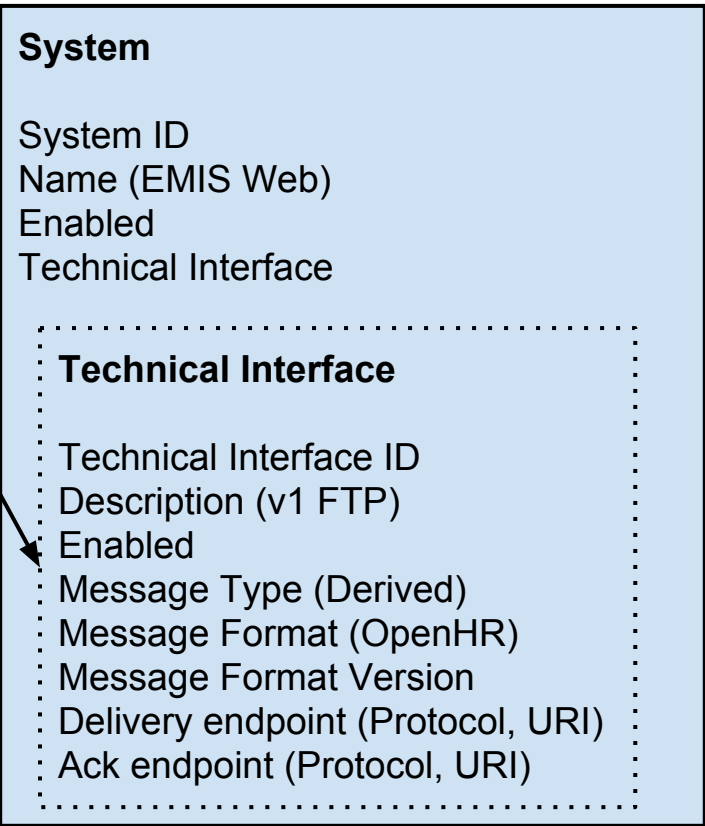 System
System ID
Name (EMIS Web)
Enabled
Technical Interface
Technical Interface
Technical Interface ID
Description (v1 FTP)
Enabled
Message Type (Derived)
Message Format (OpenHR)
Message Format Version
Delivery endpoint (Protocol, URI)
Ack endpoint (Protocol, URI)